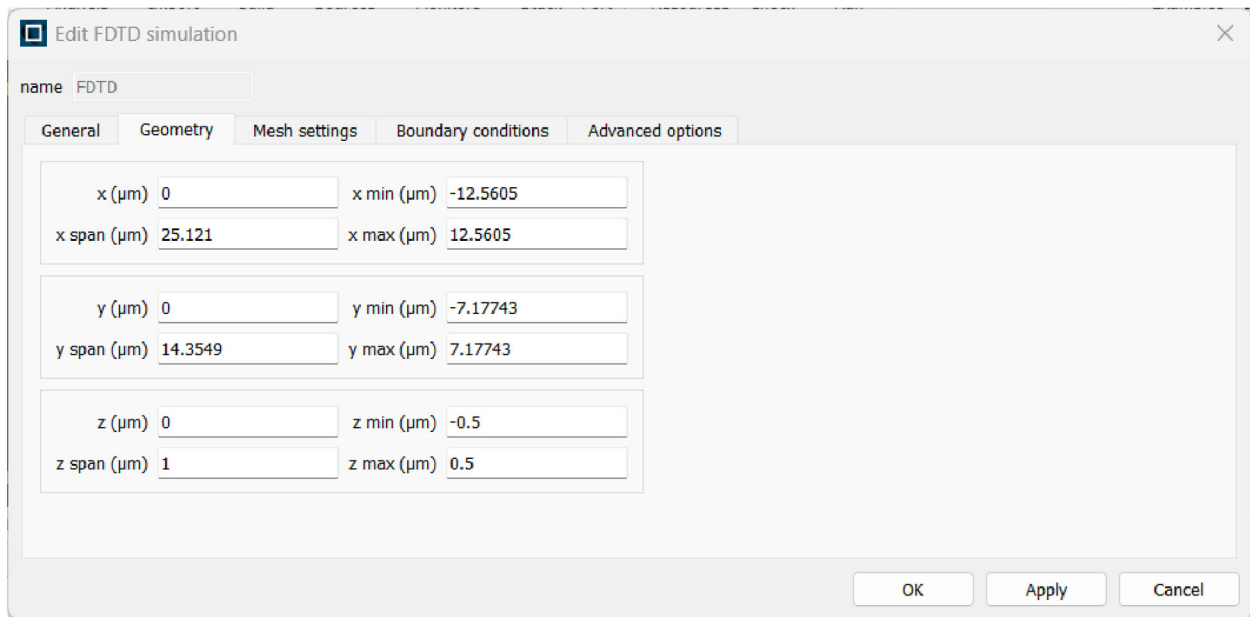 Edit FDTD simulation
name FDTD
General Geometry Mesh settings Boundary conditions Advanced options
x (µm) 0 x min (µm) -12.5605
x span (µm) 25.121 x max (µm) 12.5605
y (µm) 0 y min (µm) -7.17743
y span (µm) 14.3549 y max (µm) 7.17743
z (µm) 0 z min (µm) -0.5
z span (µm) 1 z max (µm) 0.5
OK Apply Cancel